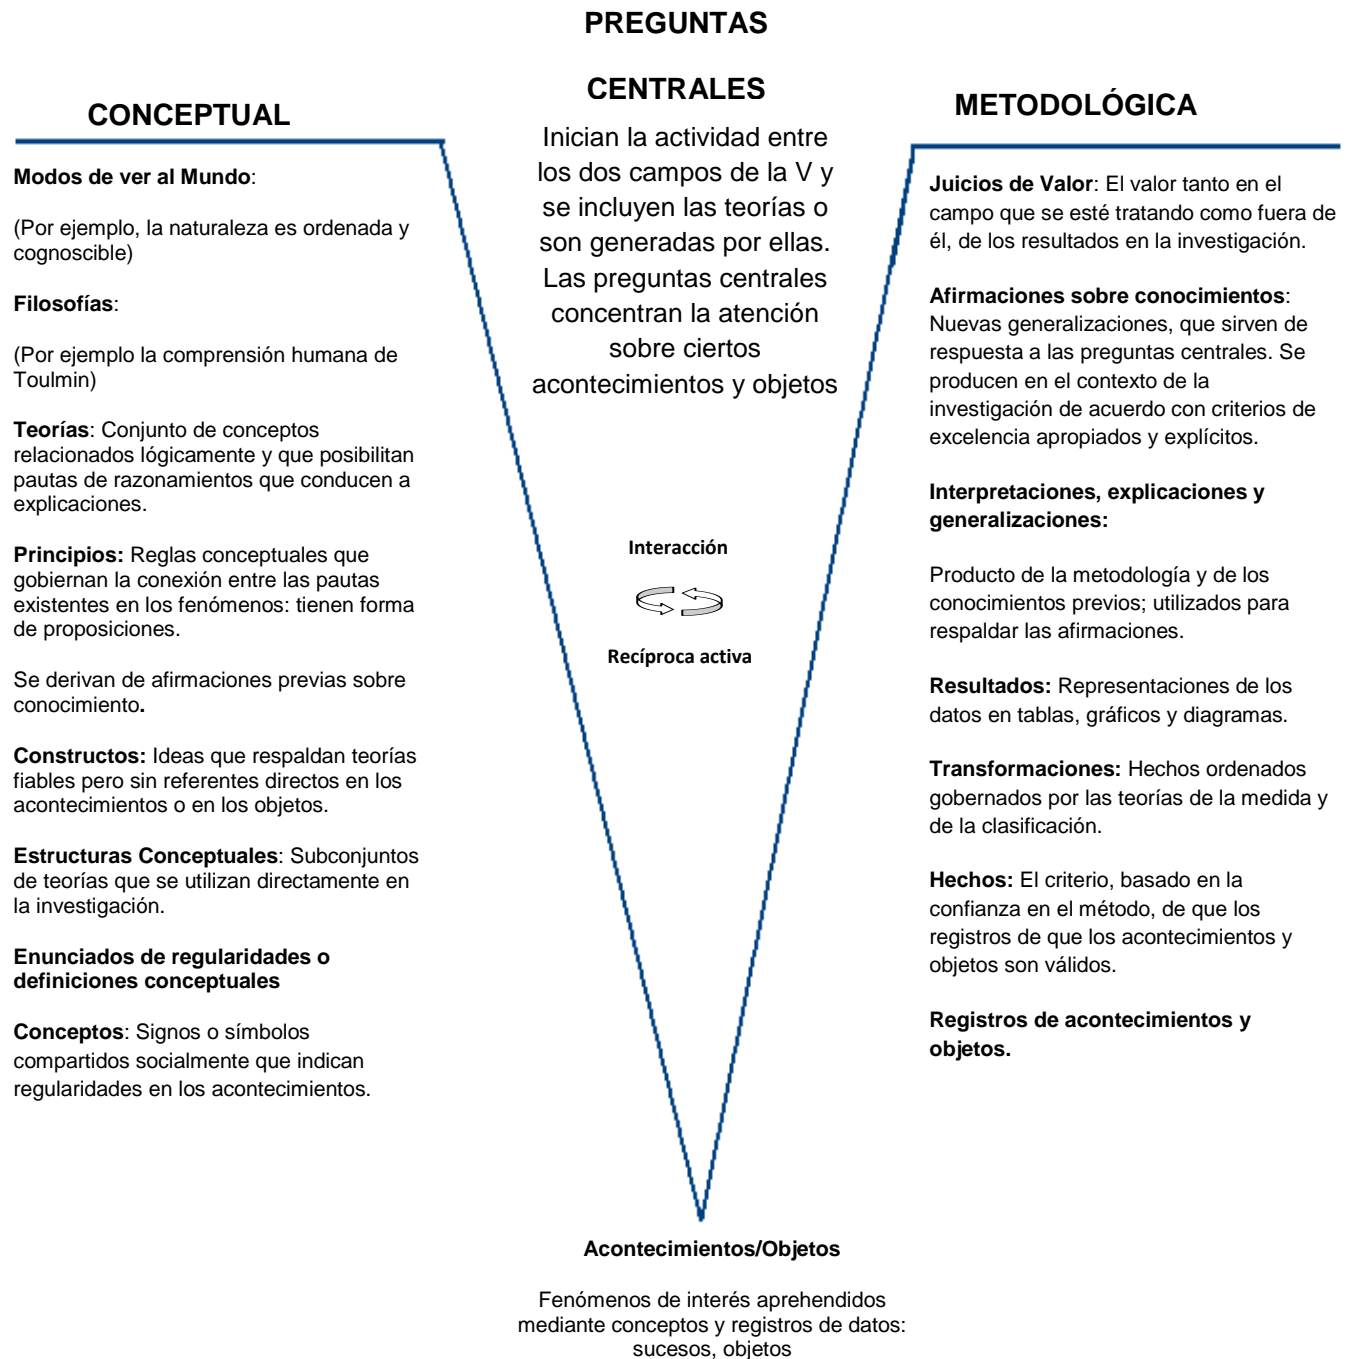 PREGUNTAS
CENTRALES
Inician la actividad entre
los dos campos de la V y
se incluyen las teorías o
son generadas por ellas.
Las preguntas centrales
concentran la atención
sobre ciertos
acontecimientos y objetos
CONCEPTUAL
Modos de ver al Mundo:
(Por ejemplo, la naturaleza es ordenada y
cognoscible)
Filosofías:
(Por ejemplo la comprensión humana de
Toulmin)
Teorías: Conjunto de conceptos
relacionados lógicamente y que posibilitan
pautas de razonamientos que conducen a
explicaciones.
Principios: Reglas conceptuales que
gobiernan la conexión entre las pautas
existentes en los fenómenos: tienen forma
de proposiciones.
Se derivan de afirmaciones previas sobre
conocimiento.
Constructos: Ideas que respaldan teorías
fiables pero sin referentes directos en los
acontecimientos o en los objetos.
Estructuras Conceptuales: Subconjuntos
de teorías que se utilizan directamente en
la investigación.
Enunciados de regularidades o
definiciones conceptuales
Conceptos: Signos o símbolos
compartidos socialmente que indican
regularidades en los acontecimientos.
Interacción
Recíproca activa
METODOLÓGICA
Juicios de Valor: El valor tanto en el
campo que se esté tratando como fuera de
él, de los resultados en la investigación.
Afirmaciones sobre conocimientos:
Nuevas generalizaciones, que sirven de
respuesta a las preguntas centrales. Se
producen en el contexto de la
investigación de acuerdo con criterios de
excelencia apropiados y explícitos.
Interpretaciones, explicaciones y
generalizaciones:
Producto de la metodología y de los
conocimientos previos; utilizados para
respaldar las afirmaciones.
Resultados: Representaciones de los
datos en tablas, gráficos y diagramas.
Transformaciones: Hechos ordenados
gobernados por las teorías de la medida y
de la clasificación.
Hechos: El criterio, basado en la
confianza en el método, de que los
registros de que los acontecimientos y
objetos son válidos.
Registros de acontecimientos y
objetos.
Acontecimientos/Objetos
Fenómenos de interés aprehendidos
mediante conceptos y registros de datos:
sucesos, objetos